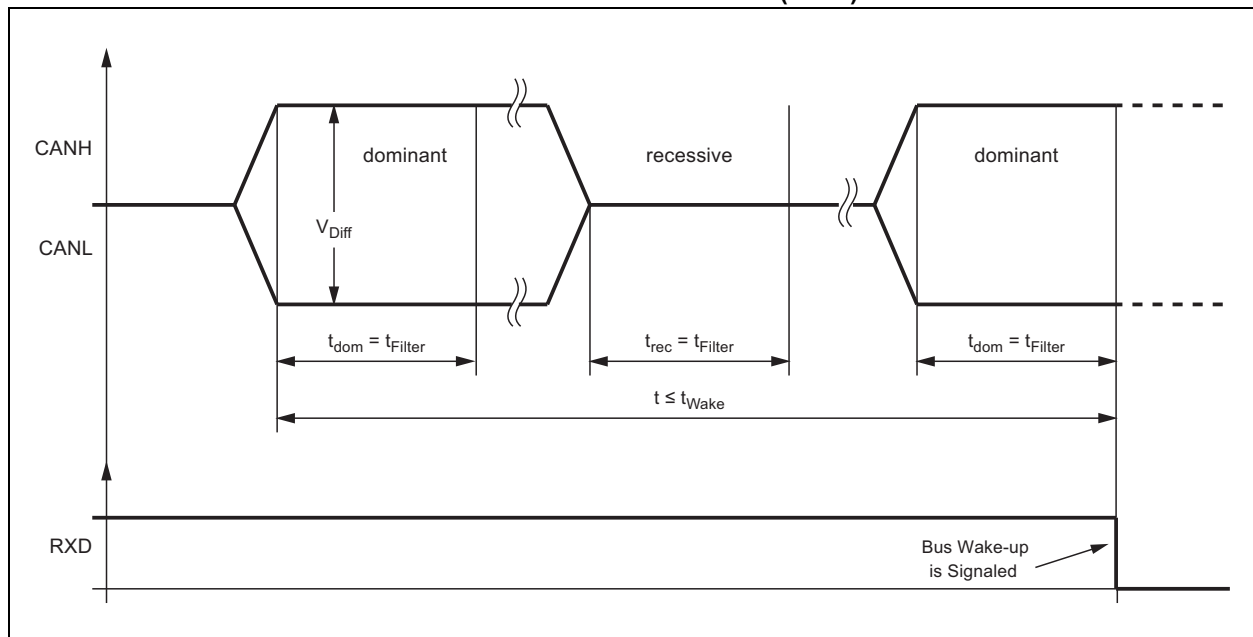 CANH
dominant
recessive
dominant
V_Diff
CANL
t_dom = t_Filter
t_rec = t_Filter
t_dom = t_Filter
t ≤ t_Wake
RXD
Bus Wake-up
is Signaled